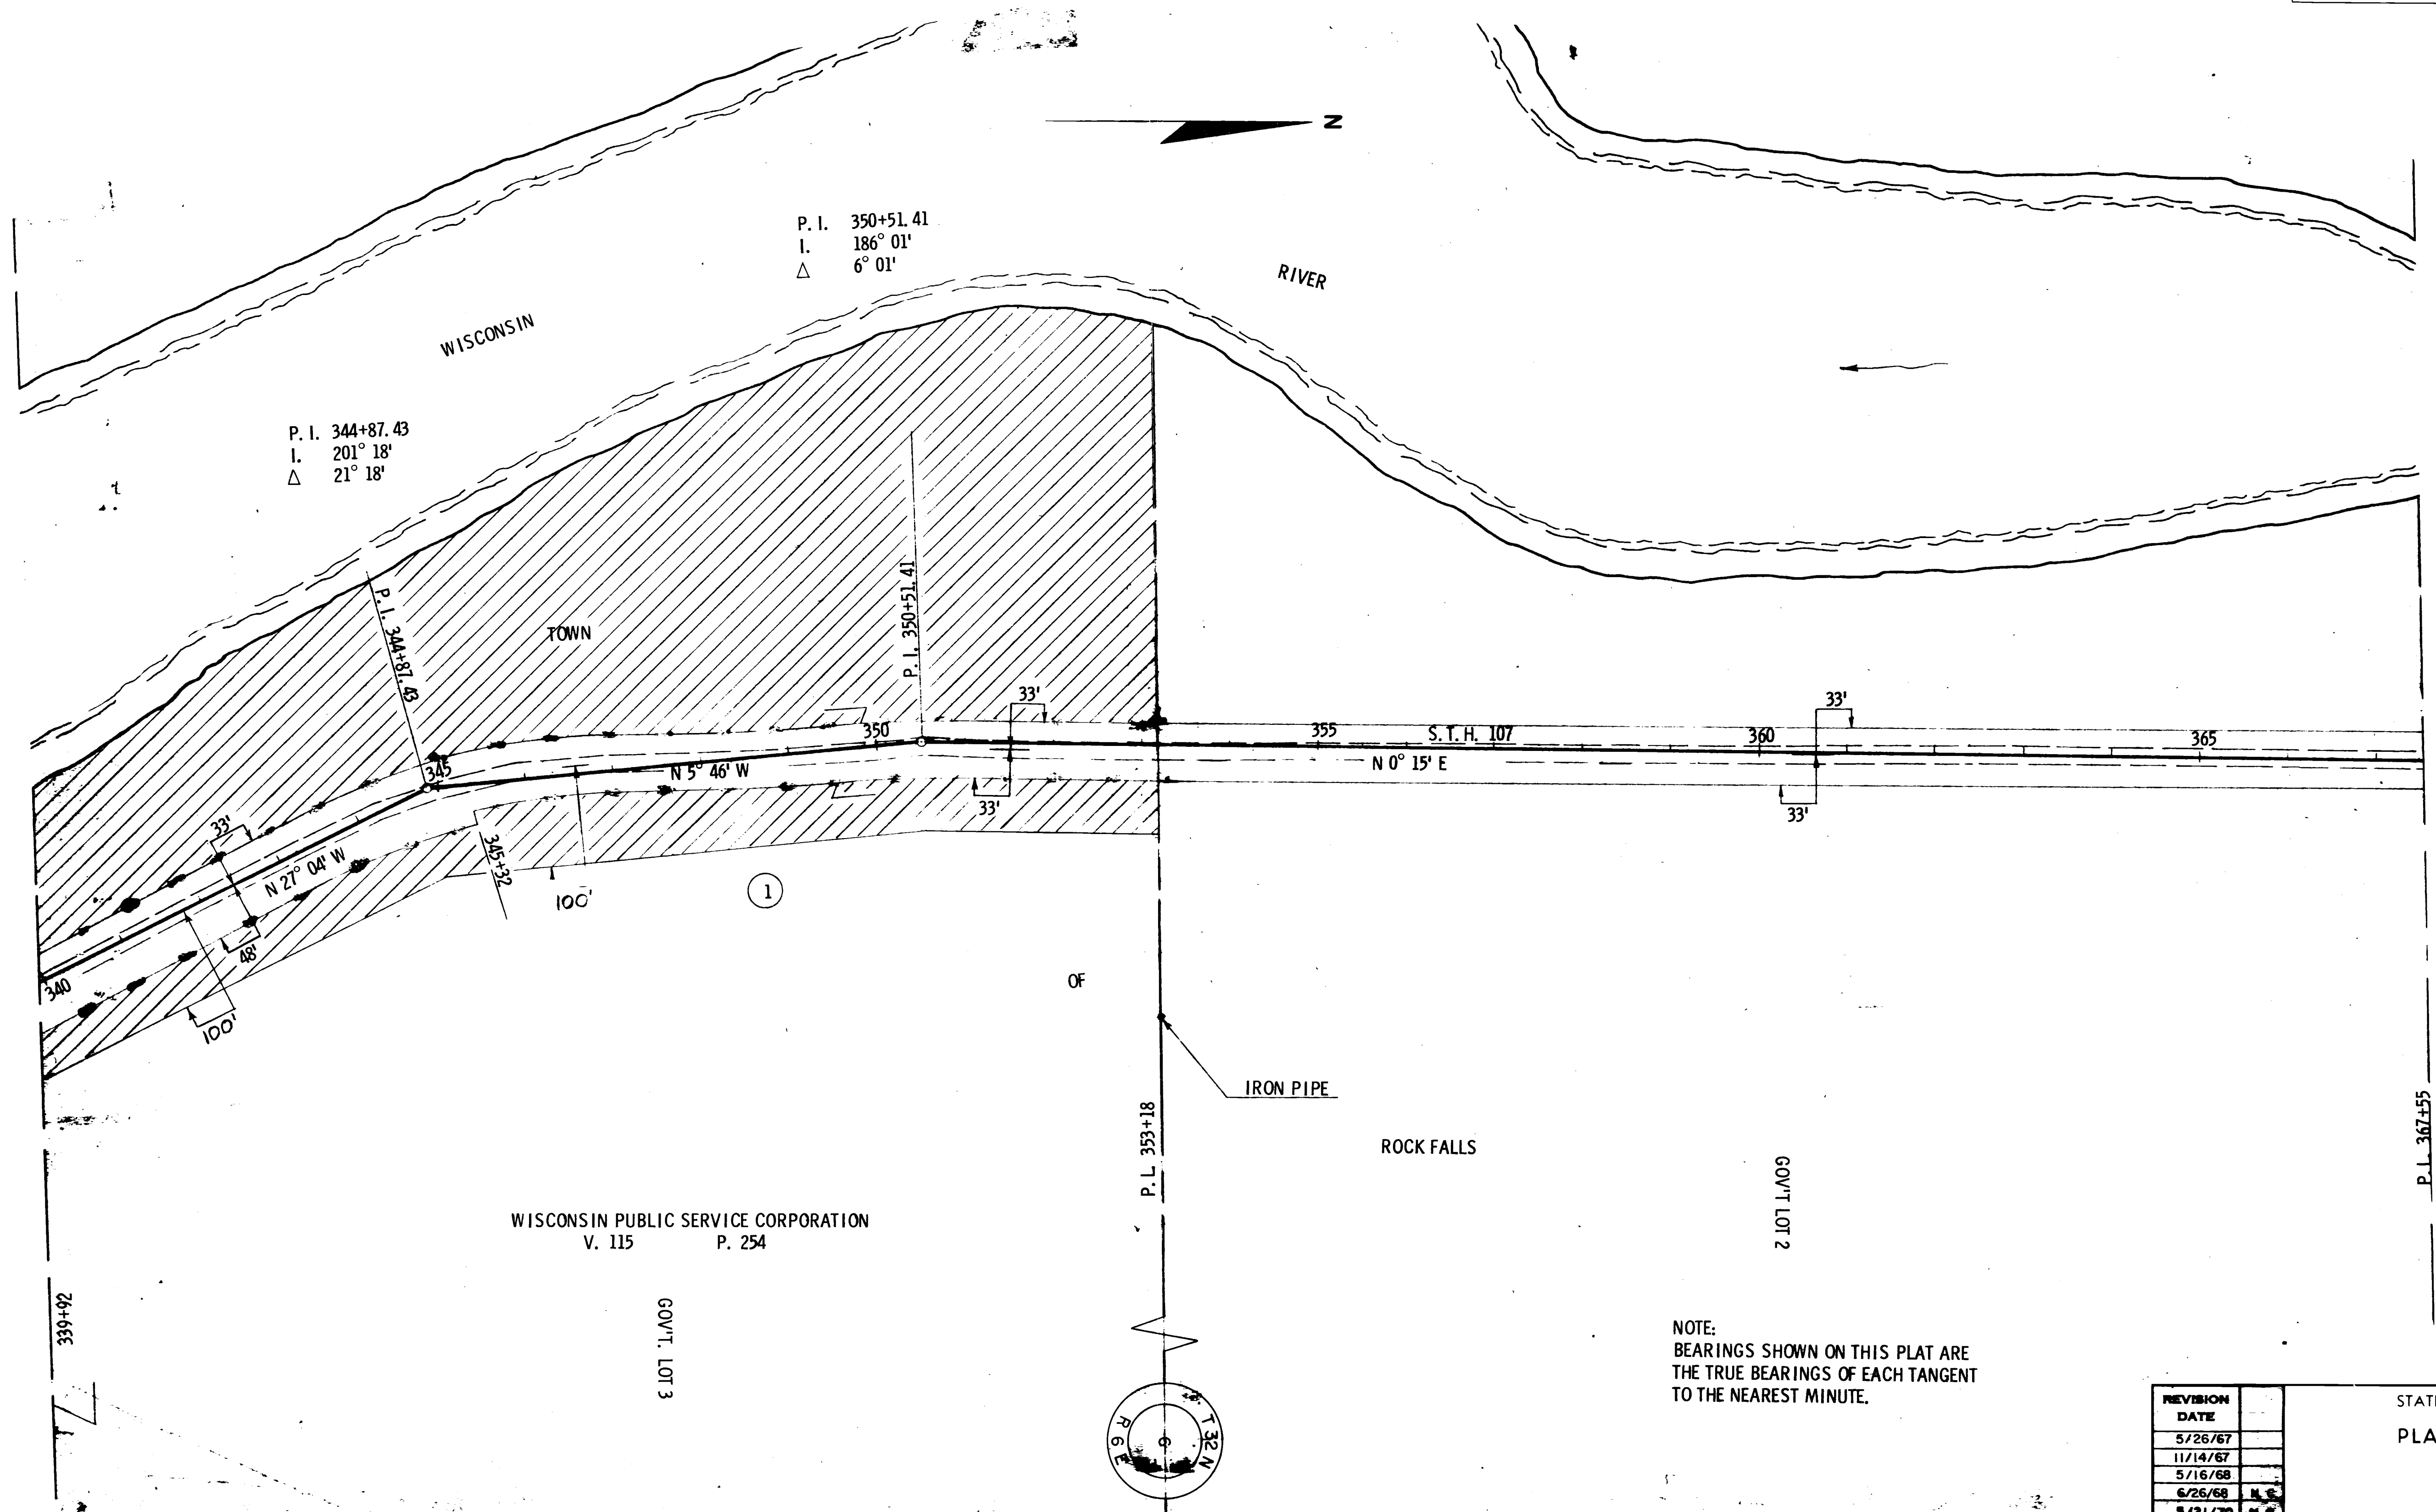 N
P. I. 350+51. 41
I. 186° 01'
△ 6° 01'
RIVER
WISCONSIN
P. I. 344+87. 43
I. 201° 18'
△ 21° 18'
P. I. 344+87. 43
TOWN
P. I. 350+51. 41
33'
33'
350
355
S. T. H. 107
360
365
345
N 5° 46' W
N 0° 15' E
33'
33'
33'
N 27° 04' W
345+32
100'
1
48'
340
100'
OF
IRON PIPE
P. L. 353+18
ROCK FALLS
P. L. 367+55
GOV'T LOT 2
WISCONSIN PUBLIC SERVICE CORPORATION
V. 115 P. 254
339+92
GOV'T. LOT 3
NOTE:
BEARINGS SHOWN ON THIS PLAT ARE
THE TRUE BEARINGS OF EACH TANGENT
TO THE NEAREST MINUTE.
T 32 N
R 6 E
6
REVISION
DATE
5/26/67
11/14/67
5/16/68
6/26/68
PLA